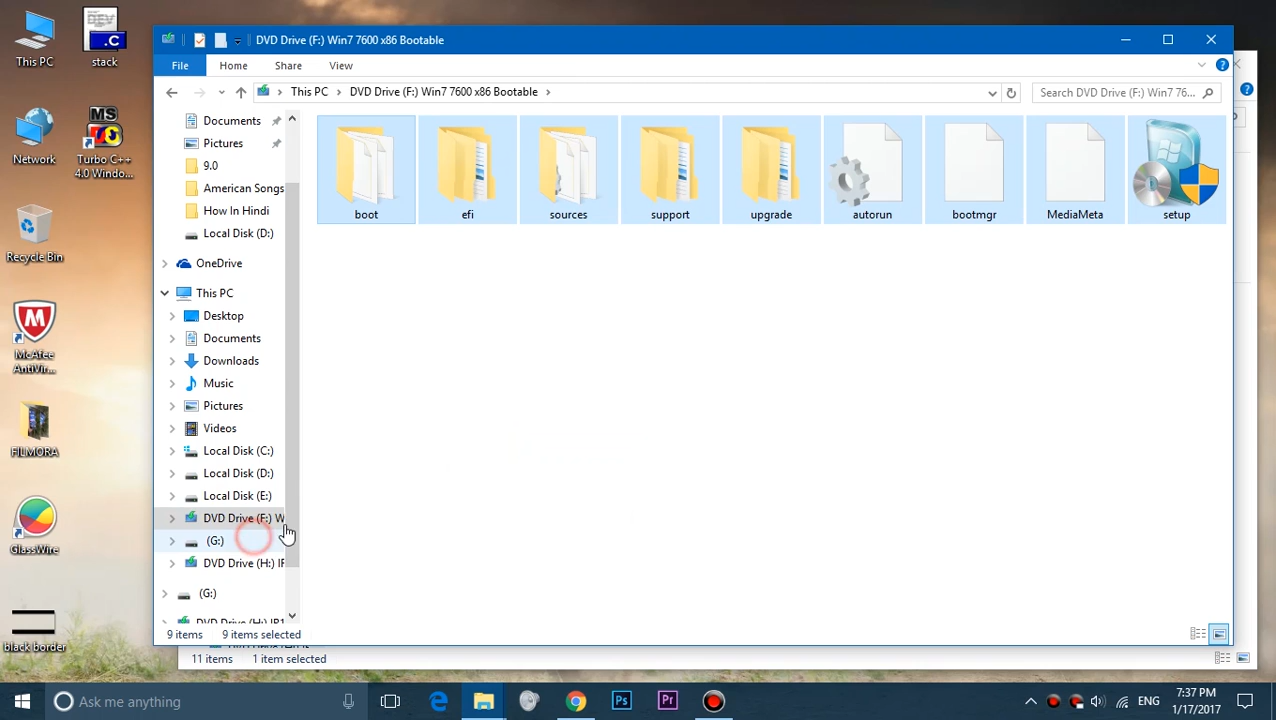 This PC
DEV
.C
stack
Network
MS
Turbo C++
4.0 Windo...
Recycle Bin
McAfee
AntiVir...
FILMORA
GlassWire
black border
DVD Drive (F:) Win7 7600 x86 Bootable
File
Home
Share
View
This PC
DVD Drive (F:) Win7 7600 x86 Bootable
Search DVD Drive (F:) Win7 76...
Documents
Pictures
9.0
American Songs
How In Hindi
Local Disk (D:)
OneDrive
This PC
Desktop
Documents
Downloads
Music
Pictures
Videos
Local Disk (C:)
Local Disk (D:)
Local Disk (E:)
DVD Drive (F:) W
(G:)
DVD Drive (H:) IF
(G:)
boot
efi
sources
support
upgrade
autorun
bootmgr
MediaMeta
setup
9 items
9 items selected
11 items
1 item selected
Ask me anything
Ps
Pr
ENG
7:37 PM
1/17/2017